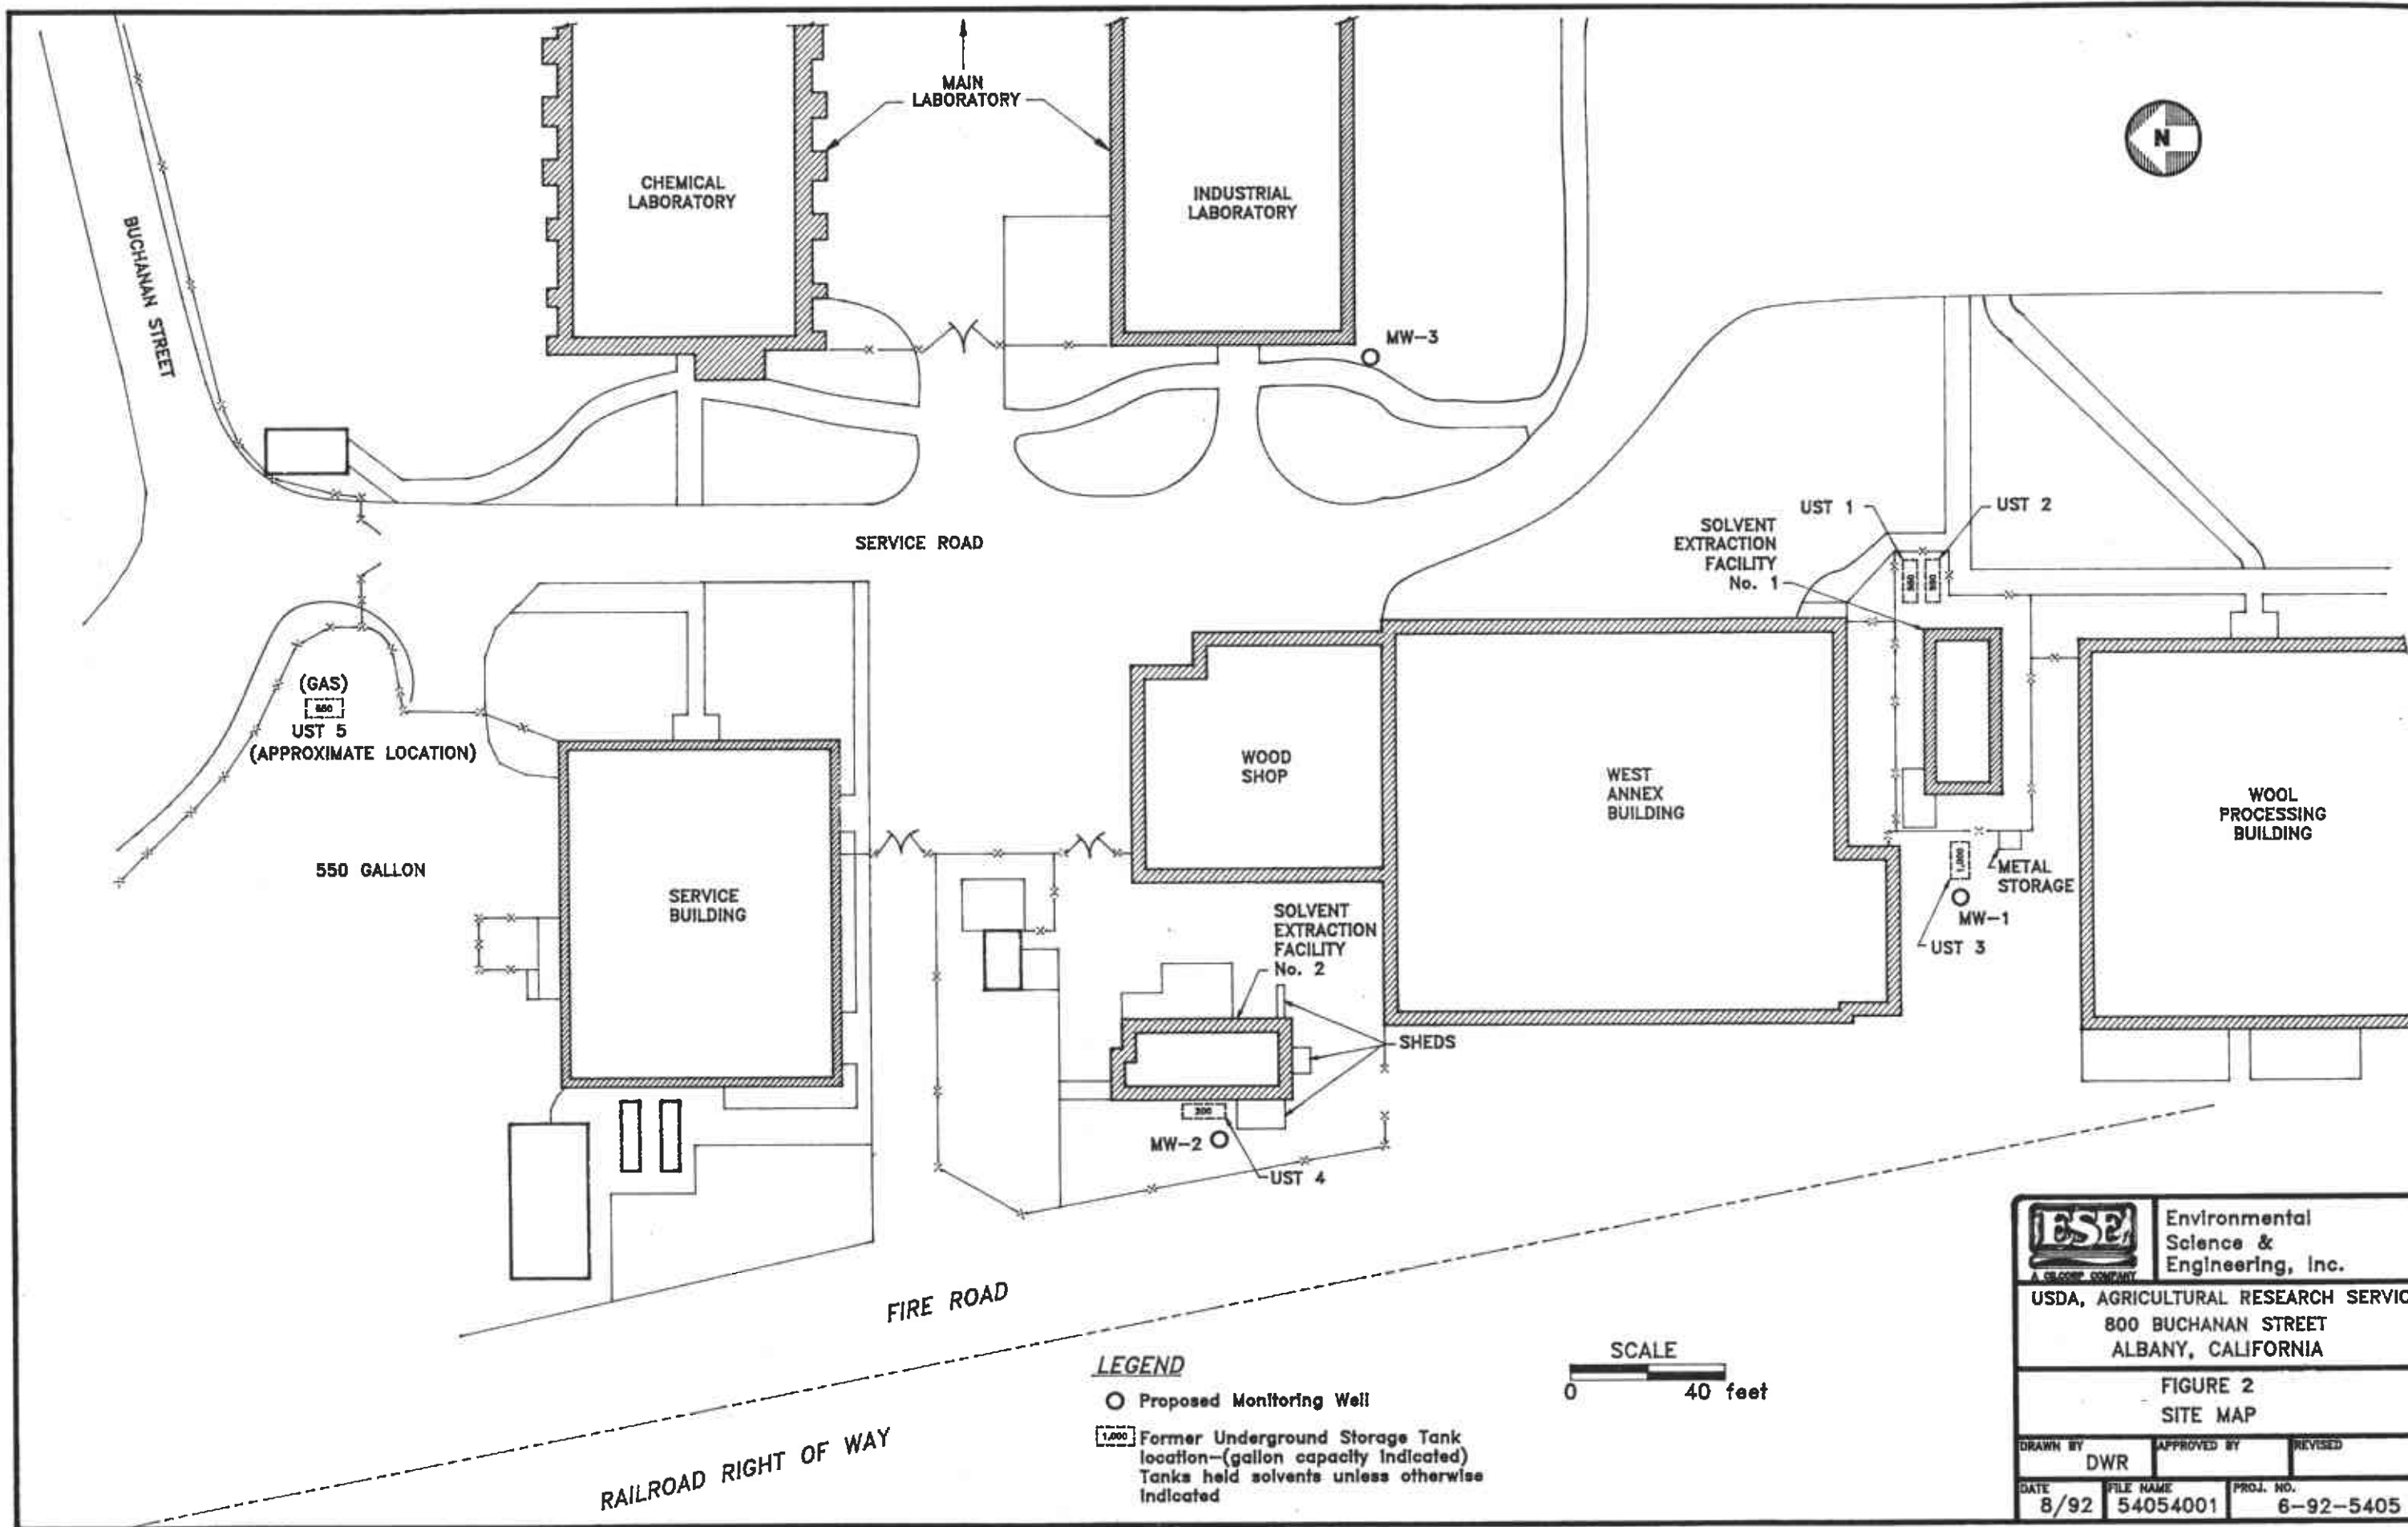 MAIN
LABORATORY
N
CHEMICAL
LABORATORY
INDUSTRIAL
LABORATORY
BUCHANAN STREET
MW-3
UST 1
UST 2
SOLVENT
EXTRACTION
FACILITY
No. 1
SERVICE ROAD
550
550
(GAS)
550
UST 5
(APPROXIMATE LOCATION)
WOOD
SHOP
WEST
ANNEX
BUILDING
WOOL
PROCESSING
BUILDING
550 GALLON
SERVICE
BUILDING
1,000
METAL
STORAGE
MW-1
UST 3
SOLVENT
EXTRACTION
FACILITY
No. 2
SHEDS
200
MW-2
UST 4
FIRE ROAD
RAILROAD RIGHT OF WAY
LEGEND
Proposed Monitoring Well
1,000
Former Underground Storage Tank
location-(gallon capacity indicated)
Tanks held solvents unless otherwise
indicated
SCALE
0 40 feet
ESE
A CILCORP COMPANY
Environmental
Science &
Engineering, Inc.
USDA, AGRICULTURAL RESEARCH SERVIC
800 BUCHANAN STREET
ALBANY, CALIFORNIA
FIGURE 2
SITE MAP
DRAWN BY
DWR
APPROVED BY
REVISED
DATE
8/92
FILE NAME
54054001
PROJ. NO.
6-92-5405